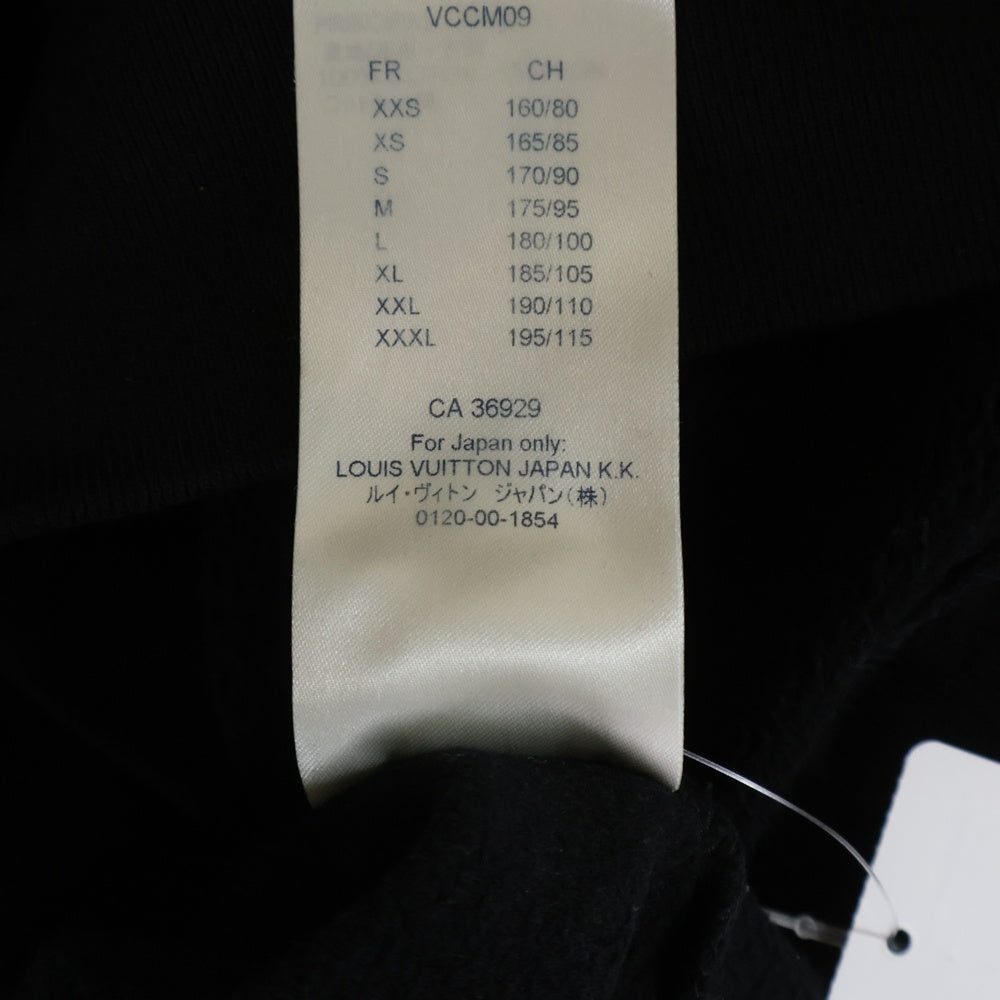 VCCM09
FR CH
XXS 160/80
XS 165/85
S 170/90
M 175/95
L 180/100
XL 185/105
XXL 190/110
XXXL 195/115
CA 36929
For Japan only:
LOUIS VUITTON JAPAN K.K.
ルイ・ヴィトン ジャパン(株)
0120-00-1854